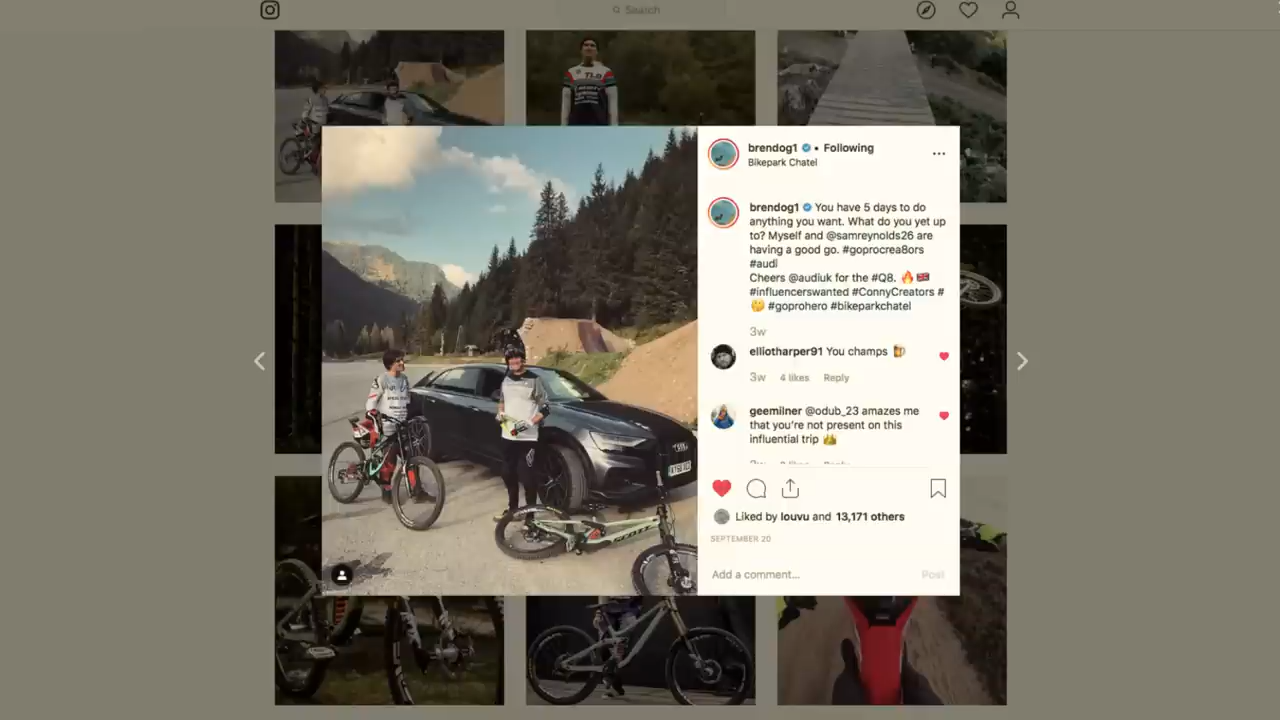 Search
TLD
brendog1 • Following
Bikepark Chatel
brendog1 You have 5 days to do
anything you want. What do you yet up
to? Myself and @samreynolds26 are
having a good go. #goprocrea8ors
#audi
Cheers @audiuk for the #Q8. 🔥🇬🇧
#influencerswanted #ConnyCreators #
🤔 #goprohero #bikeparkchatel
3w
elliotharper91 You champs 🍺
3w 4 likes Reply
geemilner @odub_23 amazes me
that you're not present on this
influential trip 👑
Liked by louvu and 13,171 others
SEPTEMBER 20
Add a comment... Post
SCOTT